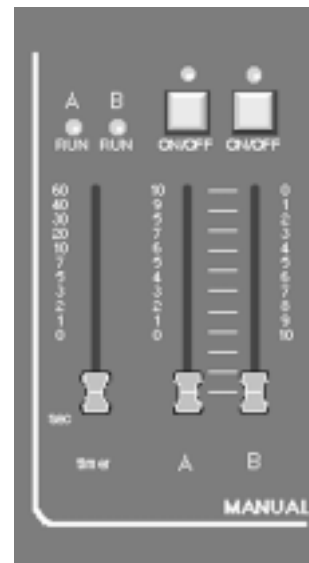 A B
RUN RUN ON/OFF ON/OFF
60 10 0
40 9 1
30 8 2
20 7 3
10 6 4
7 5 5
5 4 6
3 3 7
2 2 8
1 1 9
0 0 10
sec
timer A B
MANUAL